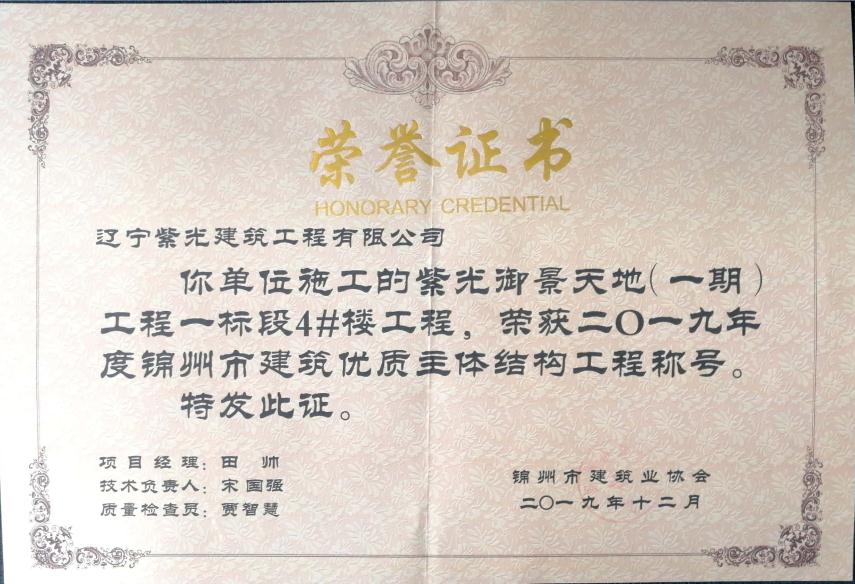 荣誉证书
HONORARY CREDENTIAL
辽宁紫光建筑工程有限公司
你单位施工的紫光御景天地(一期)
工程一标段4#楼工程，荣获二〇一九年
度锦州市建筑优质主体结构工程称号。
特发此证。
项目经理：田 帅
技术负责人：宋国强
质量检查员：贾智慧
锦州市建筑业协会
二〇一九年十二月